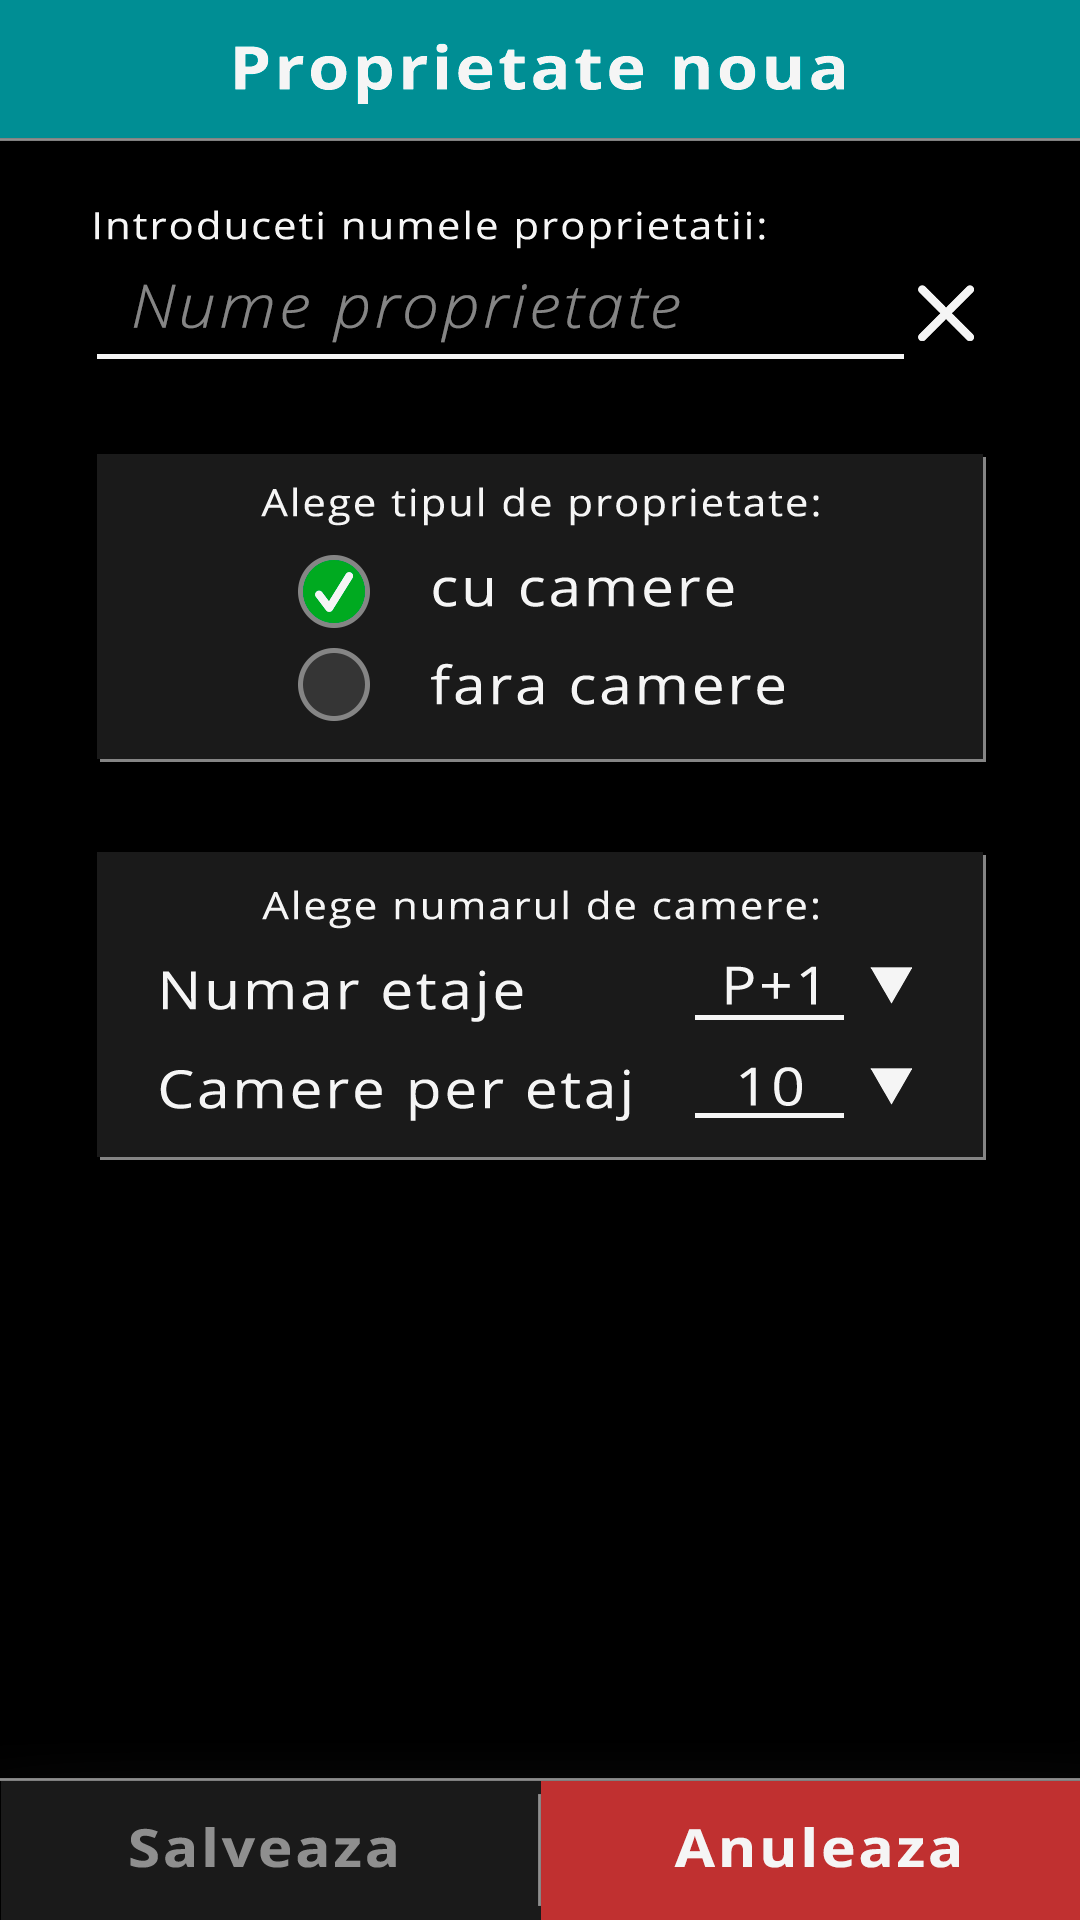 Proprietate noua
Introduceti numele proprietatii:
Nume proprietate
Alege tipul de proprietate:
cu camere
fara camere
Alege numarul de camere:
Numar etaje P+1
Camere per etaj 10
Salveaza Anuleaza